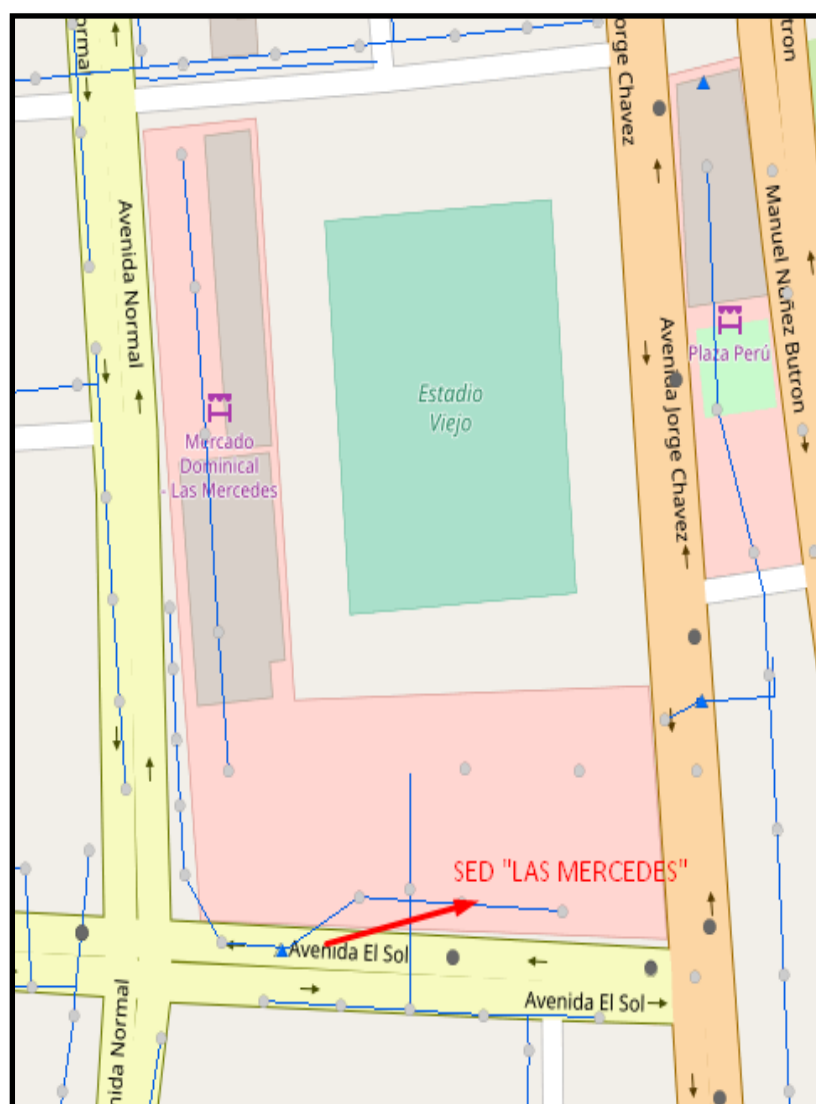 ormal
Jorge Chavez
tron
Avenida Normal
Manuel Nuñez Butron
Plaza Perú
Avenida Jorge Chavez
Estadio
Viejo
Mercado
Dominical
- Las Mercedes
SED "LAS MERCEDES"
Avenida El Sol
Avenida El Sol
nida Normal